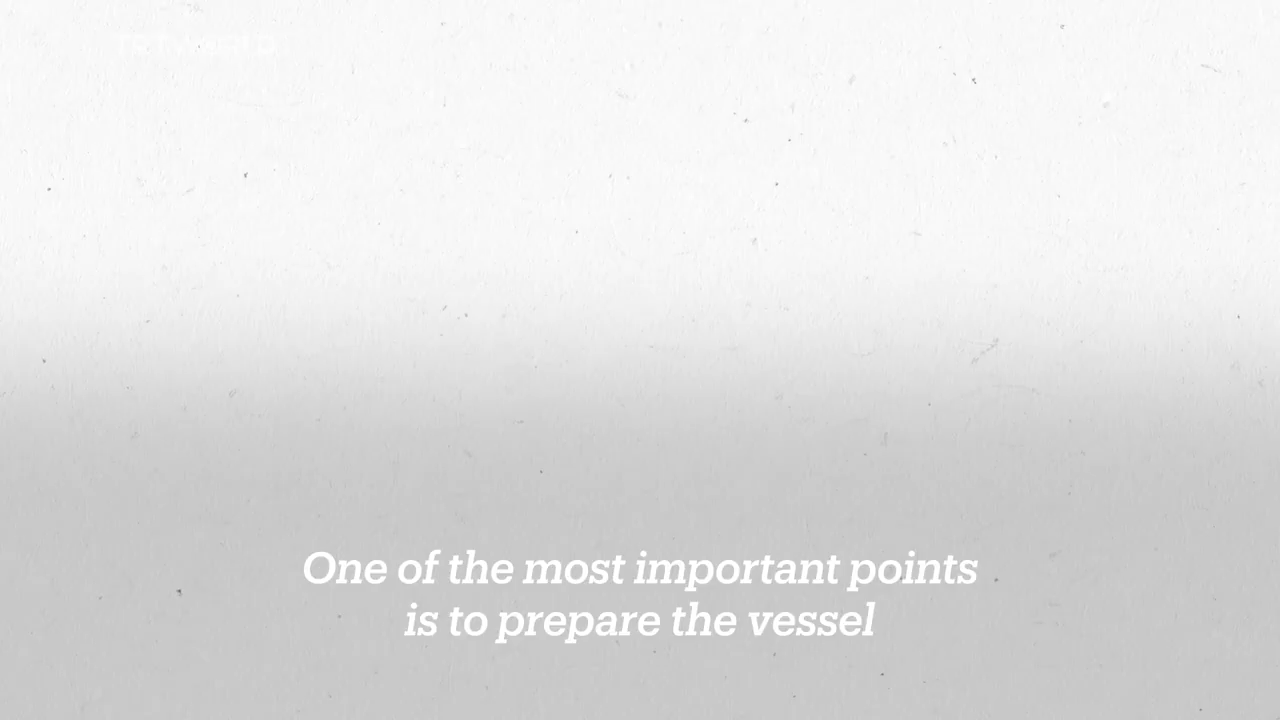 One of the most important points
is to prepare the vessel